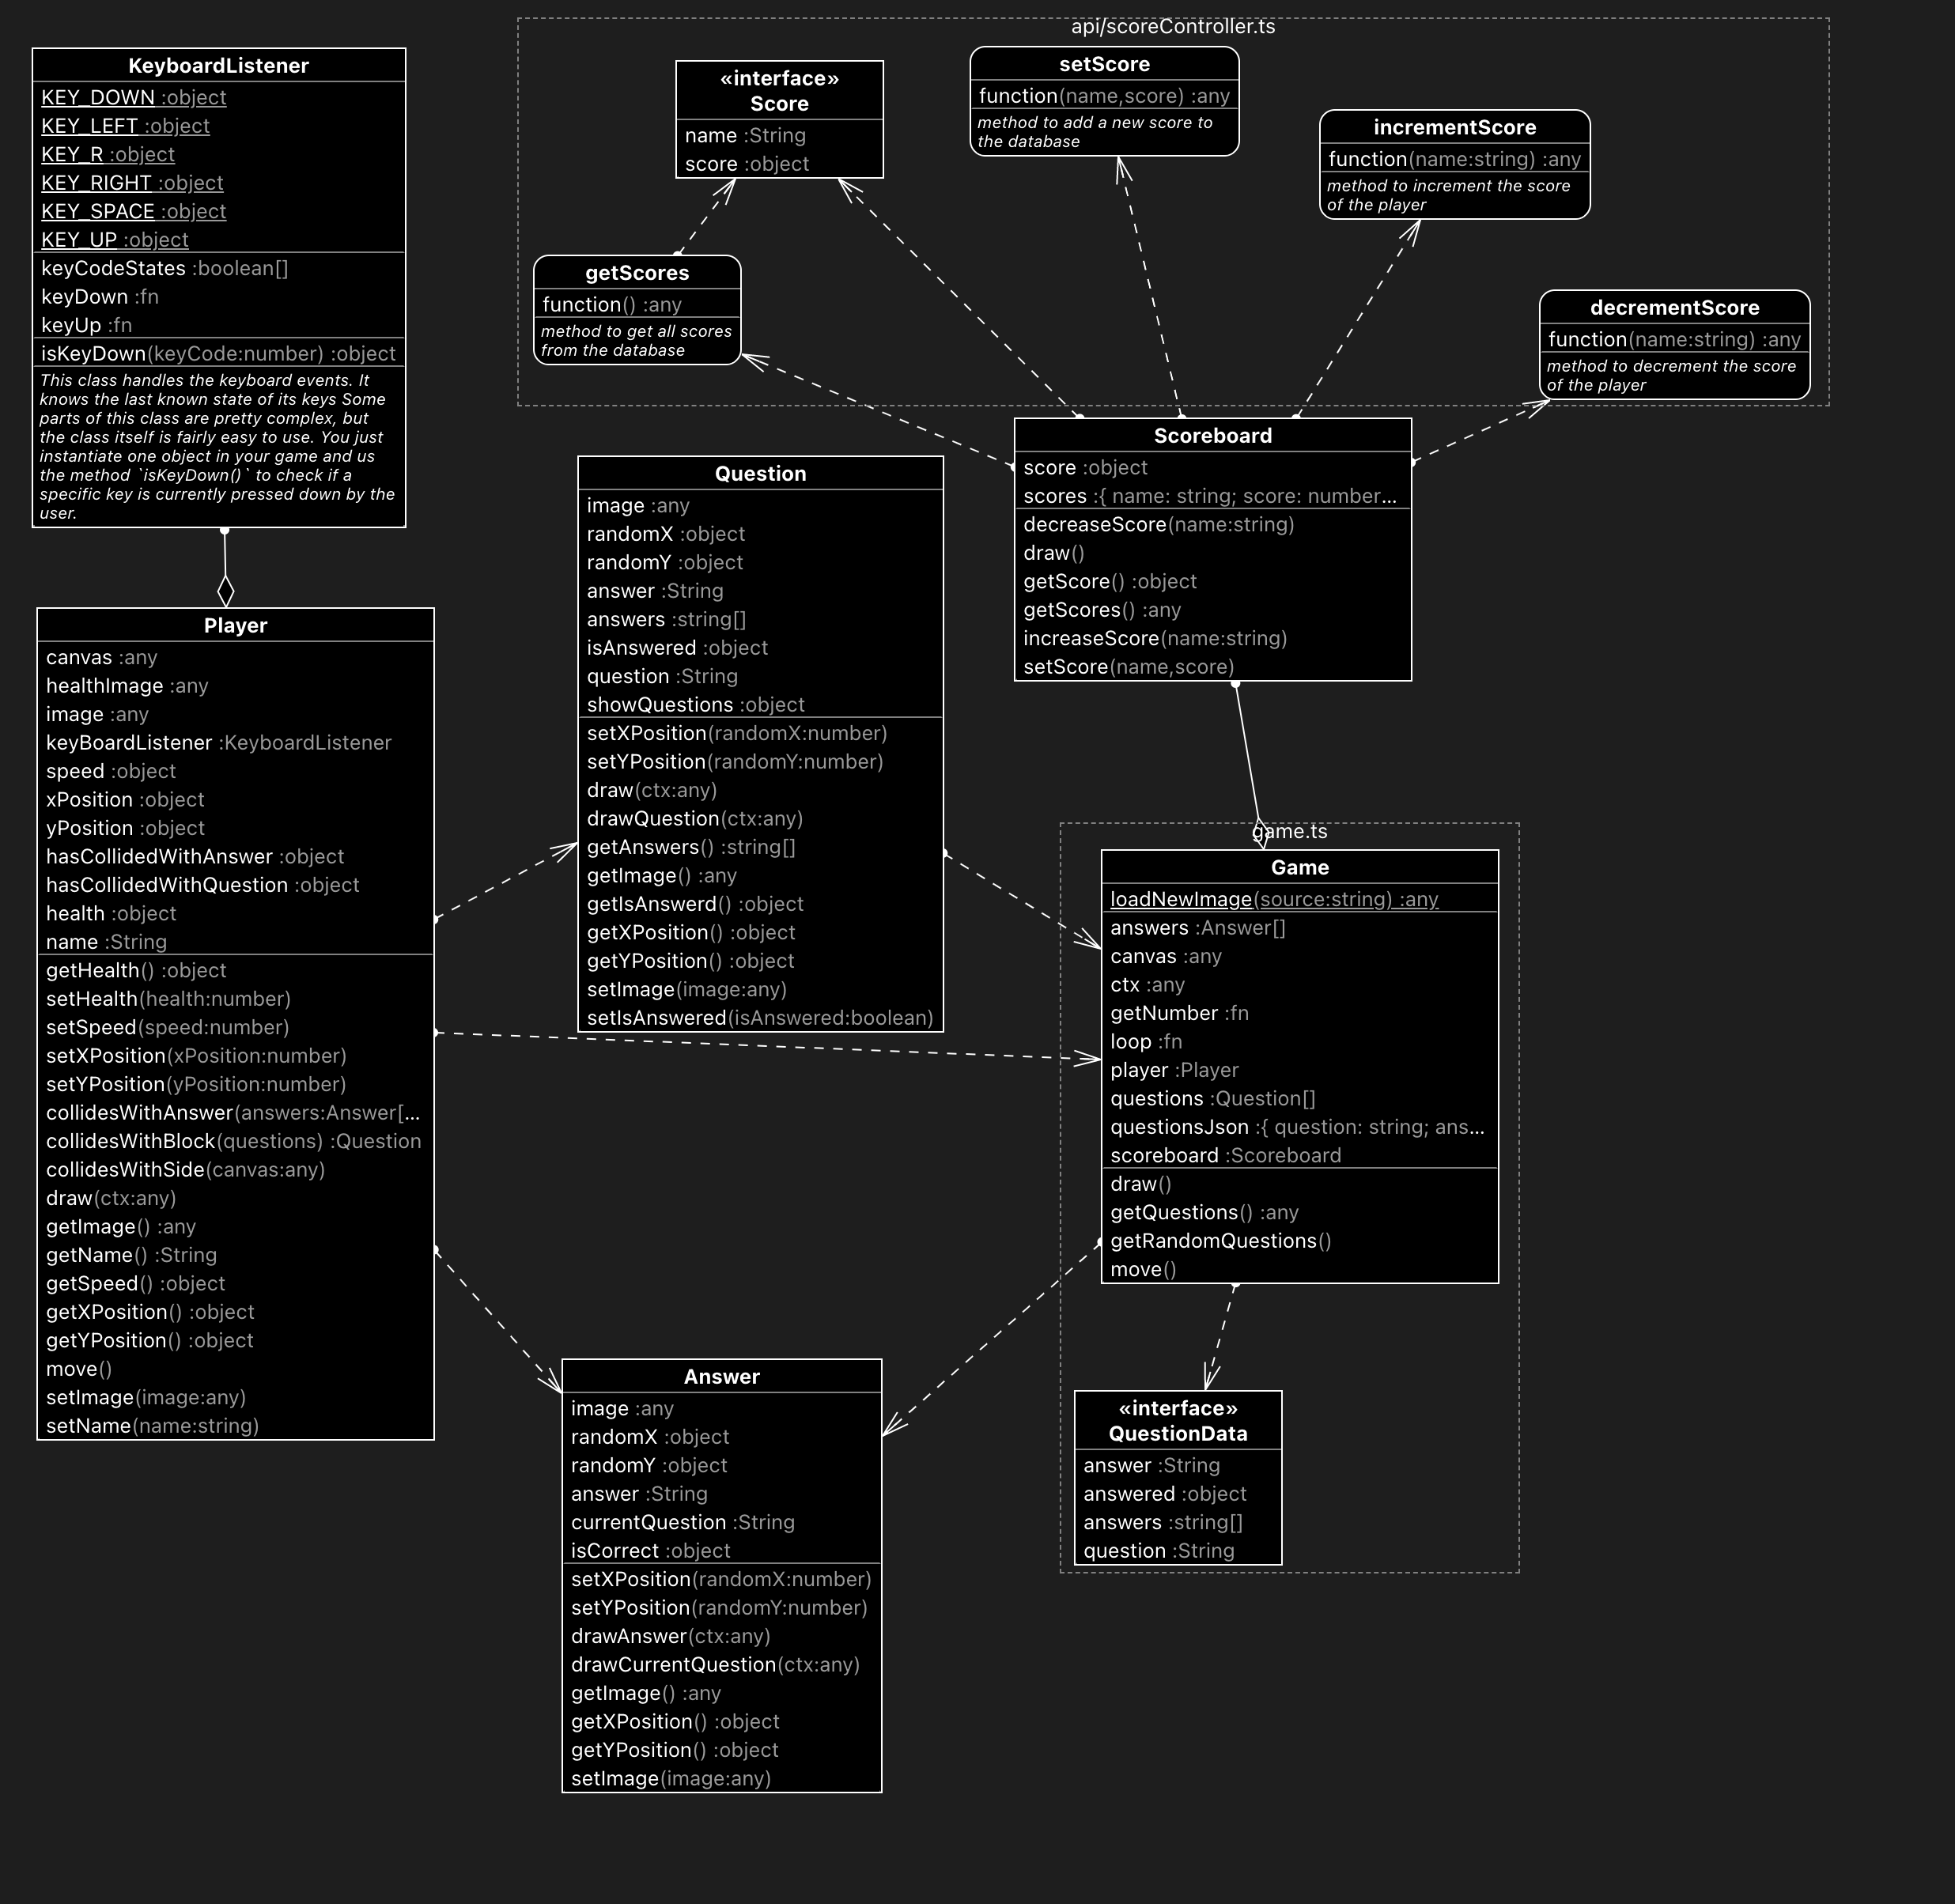 api/scoreController.ts
KeyboardListener
KEY_DOWN :object
KEY_LEFT :object
KEY_R :object
KEY_RIGHT :object
KEY_SPACE :object
KEY_UP :object
keyCodeStates :boolean[]
keyDown :fn
keyUp :fn
isKeyDown(keyCode:number) :object
This class handles the keyboard events. It
knows the last known state of its keys Some
parts of this class are pretty complex, but
the class itself is fairly easy to use. You just
instantiate one object in your game and us
the method `isKeyDown()` to check if a
specific key is currently pressed down by the
user.
«interface»
Score
name :String
score :object
setScore
function(name,score) :any
method to add a new score to
the database
incrementScore
function(name:string) :any
method to increment the score
of the player
getScores
function() :any
method to get all scores
from the database
decrementScore
function(name:string) :any
method to decrement the score
of the player
Scoreboard
score :object
scores :{ name: string; score: number...
decreaseScore(name:string)
draw()
getScore() :object
getScores() :any
increaseScore(name:string)
setScore(name,score)
Question
image :any
randomX :object
randomY :object
answer :String
answers :string[]
isAnswered :object
question :String
showQuestions :object
setXPosition(randomX:number)
setYPosition(randomY:number)
draw(ctx:any)
drawQuestion(ctx:any)
getAnswers() :string[]
getImage() :any
getIsAnswerd() :object
getXPosition() :object
getYPosition() :object
setImage(image:any)
setIsAnswered(isAnswered:boolean)
Player
canvas :any
healthImage :any
image :any
keyBoardListener :KeyboardListener
speed :object
xPosition :object
yPosition :object
hasCollidedWithAnswer :object
hasCollidedWithQuestion :object
health :object
name :String
getHealth() :object
setHealth(health:number)
setSpeed(speed:number)
setXPosition(xPosition:number)
setYPosition(yPosition:number)
collidesWithAnswer(answers:Answer[...
collidesWithBlock(questions) :Question
collidesWithSide(canvas:any)
draw(ctx:any)
getImage() :any
getName() :String
getSpeed() :object
getXPosition() :object
getYPosition() :object
move()
setImage(image:any)
setName(name:string)
game.ts
Game
loadNewImage(source:string) :any
answers :Answer[]
canvas :any
ctx :any
getNumber :fn
loop :fn
player :Player
questions :Question[]
questionsJson :{ question: string; ans...
scoreboard :Scoreboard
draw()
getQuestions() :any
getRandomQuestions()
move()
Answer
image :any
randomX :object
randomY :object
answer :String
currentQuestion :String
isCorrect :object
setXPosition(randomX:number)
setYPosition(randomY:number)
drawAnswer(ctx:any)
drawCurrentQuestion(ctx:any)
getImage() :any
getXPosition() :object
getYPosition() :object
setImage(image:any)
«interface»
QuestionData
answer :String
answered :object
answers :string[]
question :String